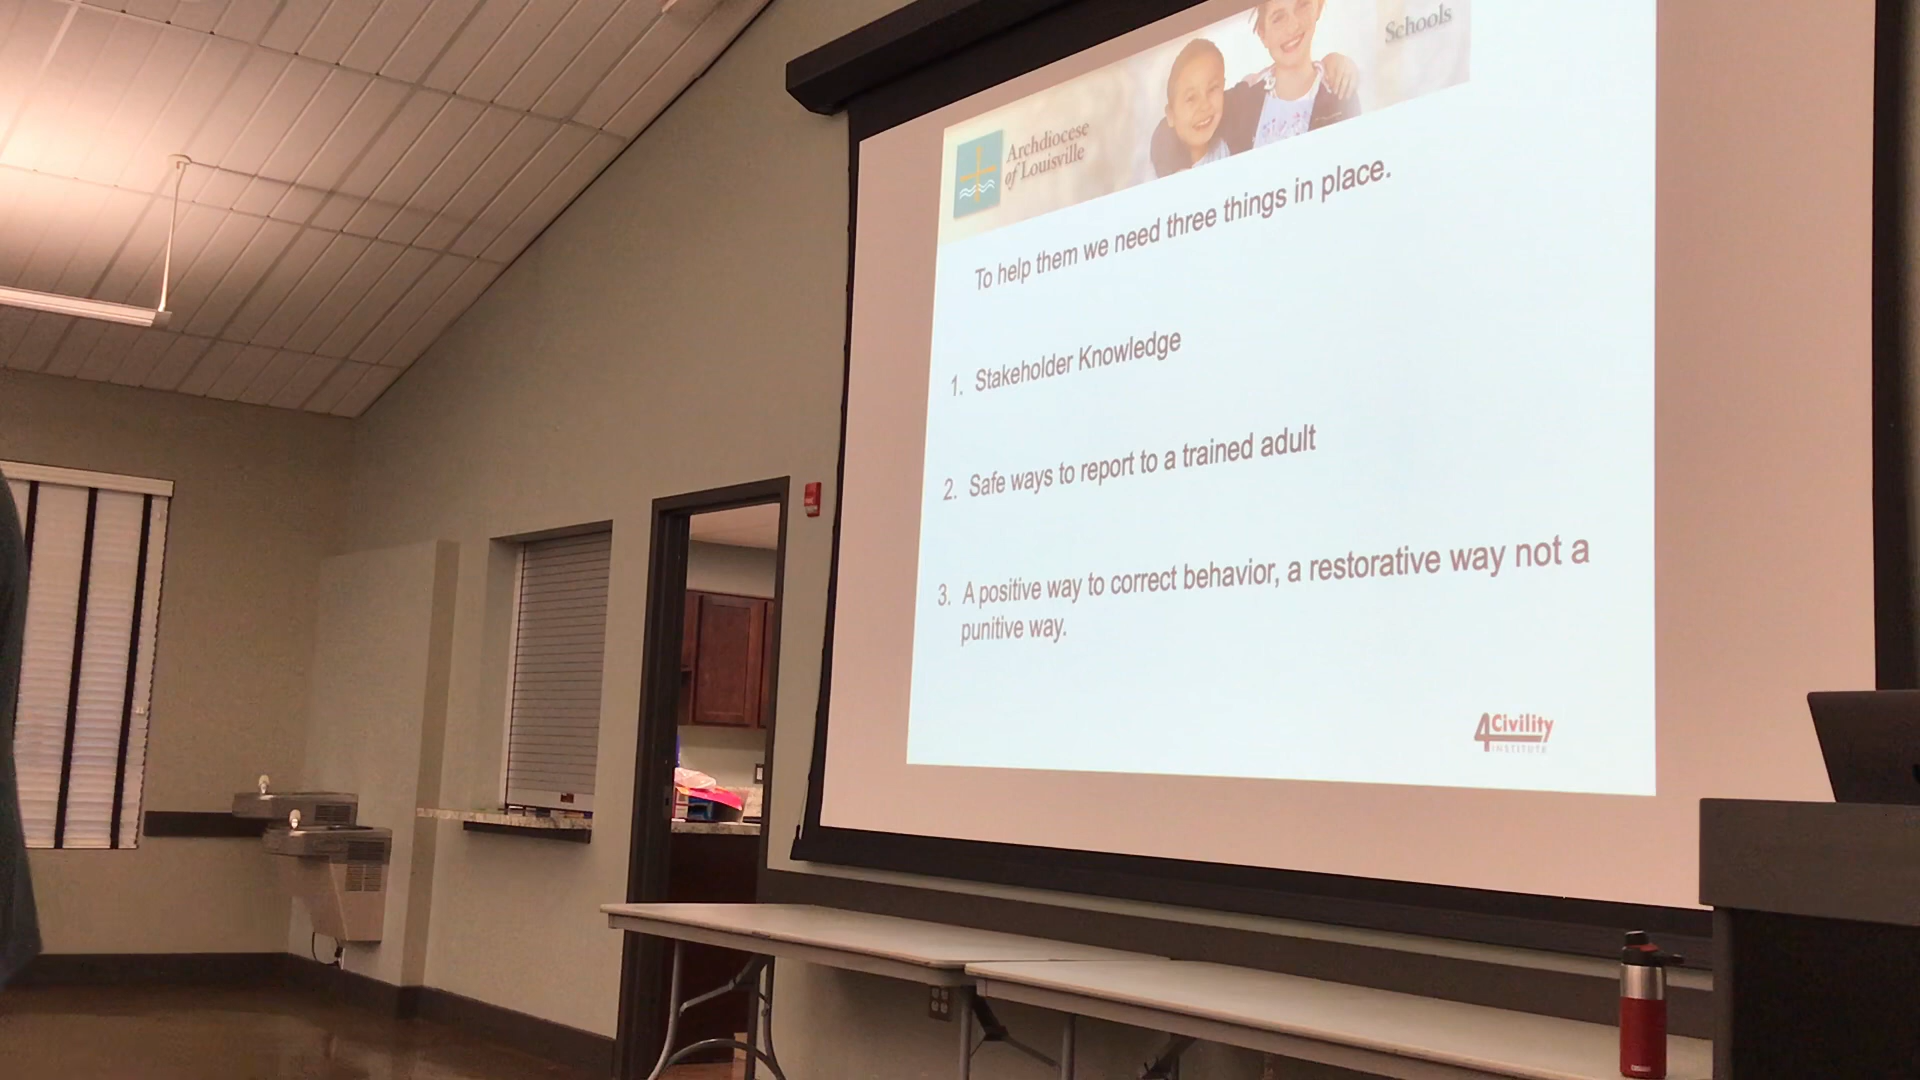 Schools
Archdiocese
of Louisville
To help them we need three things in place.
1. Stakeholder Knowledge
2. Safe ways to report to a trained adult
3. A positive way to correct behavior, a restorative way not a
punitive way.
4Civility
INSTITUTE